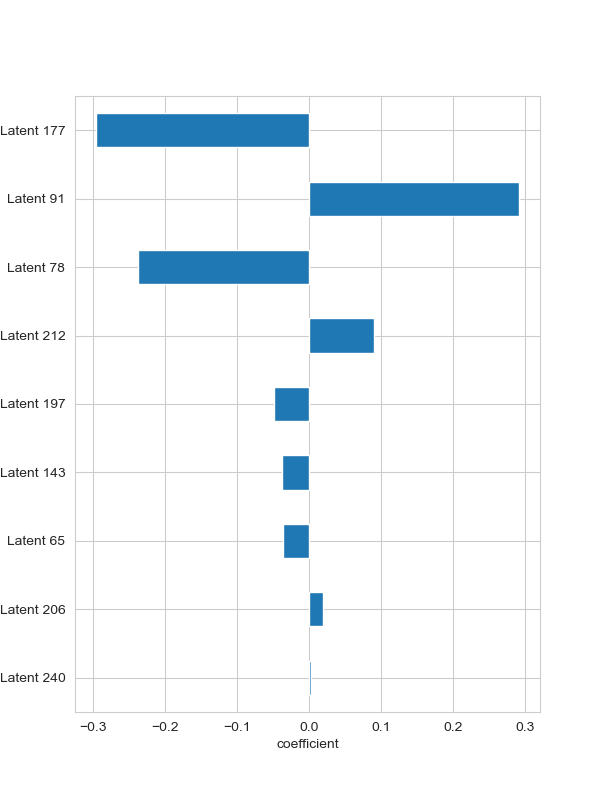 Latent 177
Latent 91
Latent 78
Latent 212
Latent 197
Latent 143
Latent 65
Latent 206
Latent 240
−0.3 −0.2 −0.1 0.0 0.1 0.2 0.3
coefficient